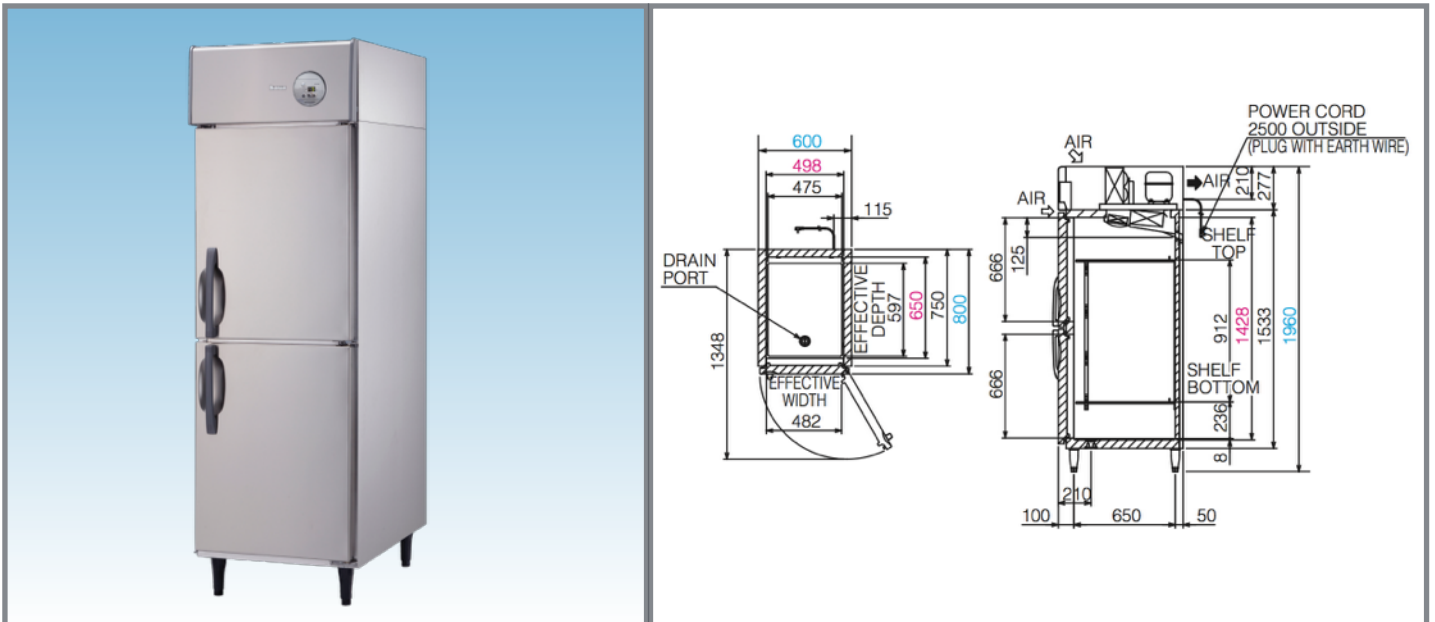 600
498
475
115
DRAIN
PORT
1348
EFFECTIVE
DEPTH
597
650
750
800
EFFECTIVE
WIDTH
482
POWER CORD
2500 OUTSIDE
(PLUG WITH EARTH WIRE)
AIR
AIR
AIR
210
277
125
666
SHELF
TOP
912
1428
1533
1960
666
SHELF
BOTTOM
236
8
210
100
650
50